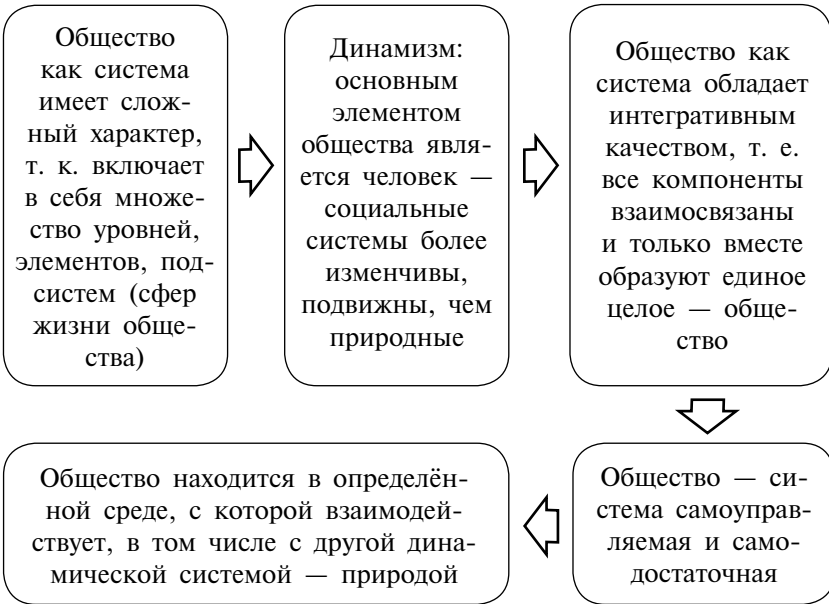 Общество
как система
имеет слож-
ный характер,
т. к. включает
в себя множе-
ство уровней,
элементов, под-
систем (сфер
жизни обще-
ства)
Динамизм:
основным
элементом
общества явля-
ется человек —
социальные
системы более
изменчивы,
подвижны, чем
природные
Общество как
система обладает
интегративным
качеством, т. е.
все компоненты
взаимосвязаны
и только вместе
образуют единое
целое — обще-
ство
Общество — си-
стема самоуправ-
ляемая и само-
достаточная
Общество находится в определён-
ной среде, с которой взаимодей-
ствует, в том числе с другой дина-
мической системой — природой